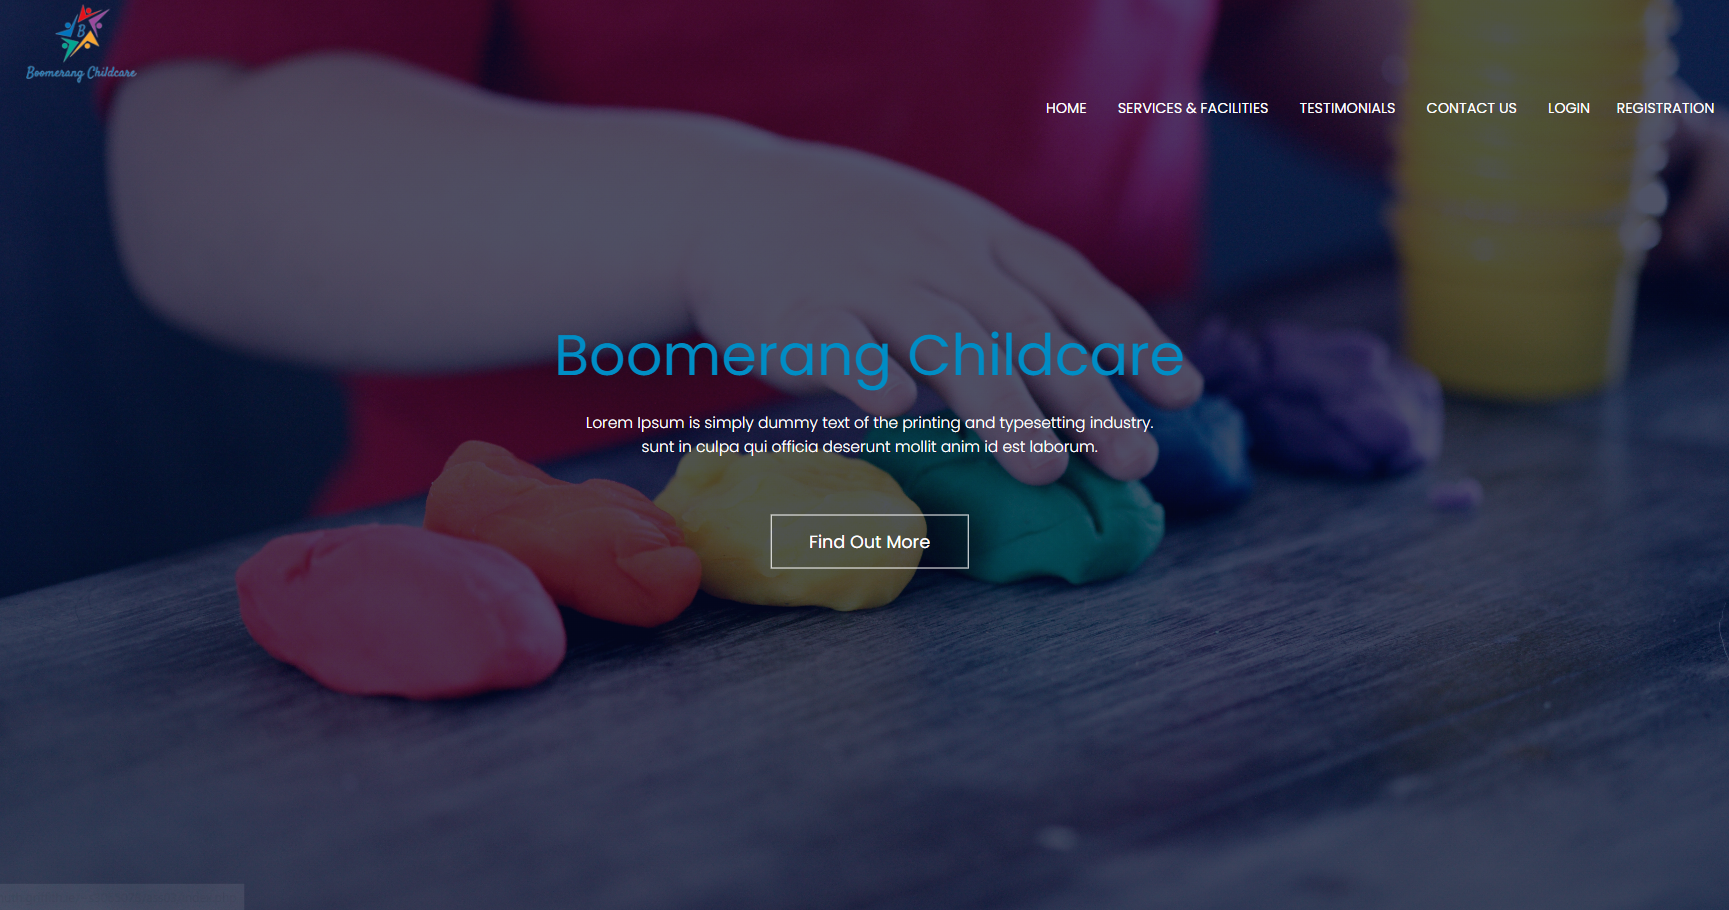 B
Boomerang Childcare
HOME SERVICES & FACILITIES TESTIMONIALS CONTACT US LOGIN REGISTRATION
Boomerang Childcare
Lorem Ipsum is simply dummy text of the printing and typesetting industry.
sunt in culpa qui officia deserunt mollit anim id est laborum.
Find Out More